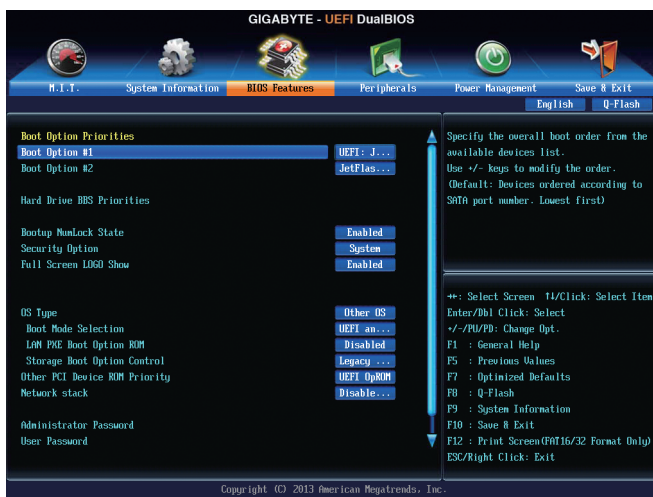 GIGABYTE - UEFI DualBIOS
M.I.T.
System Information
BIOS Features
Peripherals
Power Management
Save & Exit
English
Q-Flash
Boot Option Priorities
Boot Option #1 UEFI: J...
Boot Option #2 JetFlas...
Hard Drive BBS Priorities
Bootup NumLock State Enabled
Security Option System
Full Screen LOGO Show Enabled
OS Type Other OS
Boot Mode Selection UEFI an...
LAN PXE Boot Option ROM Disabled
Storage Boot Option Control Legacy ...
Other PCI Device ROM Priority UEFI OpROM
Network stack Disable...
Administrator Password
User Password
Specify the overall boot order from the
available devices list.
Use +/- keys to modify the order.
(Default: Devices ordered according to
SATA port number. Lowest first)
→←: Select Screen ↑↓/Click: Select Item
Enter/Dbl Click: Select
+/-/PU/PD: Change Opt.
F1 : General Help
F5 : Previous Values
F7 : Optimized Defaults
F8 : Q-Flash
F9 : System Information
F10 : Save & Exit
F12 : Print Screen(FAT16/32 Format Only)
ESC/Right Click: Exit
Copyright (C) 2013 American Megatrends, Inc.